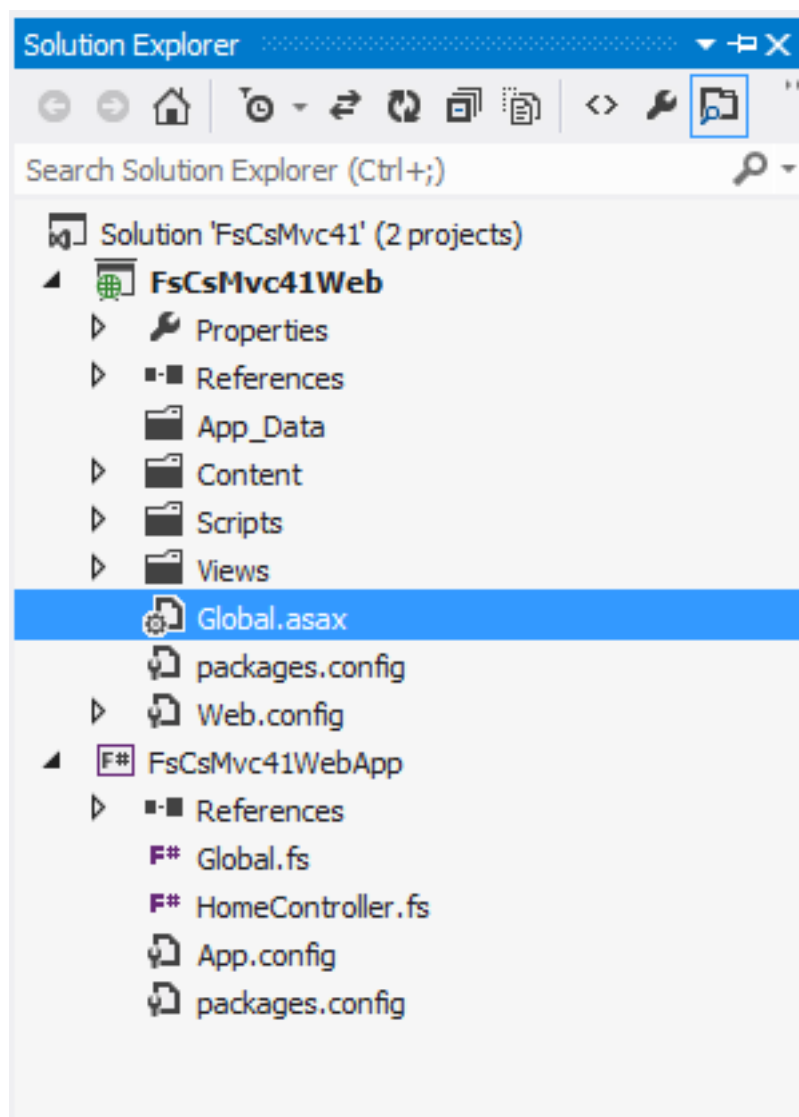 Solution Explorer
Search Solution Explorer (Ctrl+;)
Solution 'FsCsMvc41' (2 projects)
FsCsMvc41Web
Properties
References
App_Data
Content
Scripts
Views
Global.asax
packages.config
Web.config
F# FsCsMvc41WebApp
References
F# Global.fs
F# HomeController.fs
App.config
packages.config